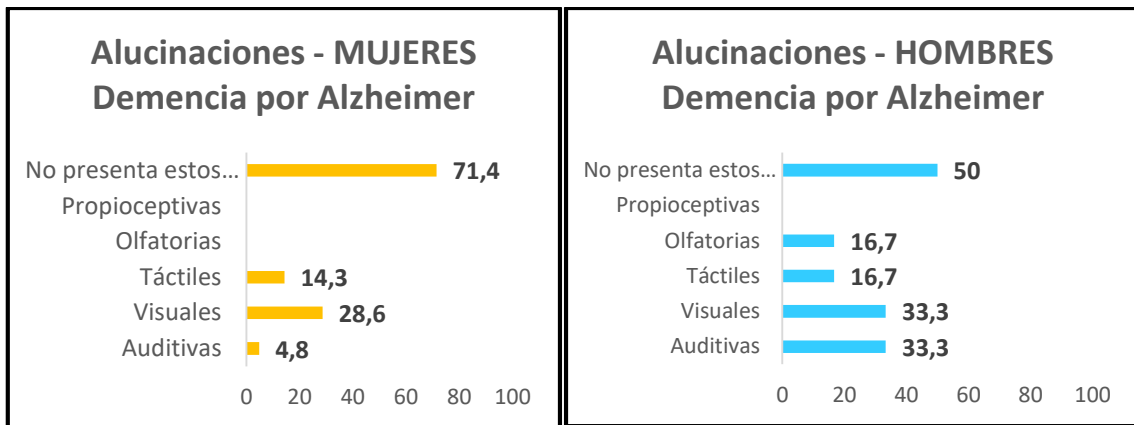 Alucinaciones - MUJERES
Demencia por Alzheimer
No presenta estos...
71,4
Propioceptivas
Olfatorias
Táctiles
14,3
Visuales
28,6
Auditivas
4,8
0 20 40 60 80 100
Alucinaciones - HOMBRES
Demencia por Alzheimer
No presenta estos...
50
Propioceptivas
Olfatorias
16,7
Táctiles
16,7
Visuales
33,3
Auditivas
33,3
0 20 40 60 80 100